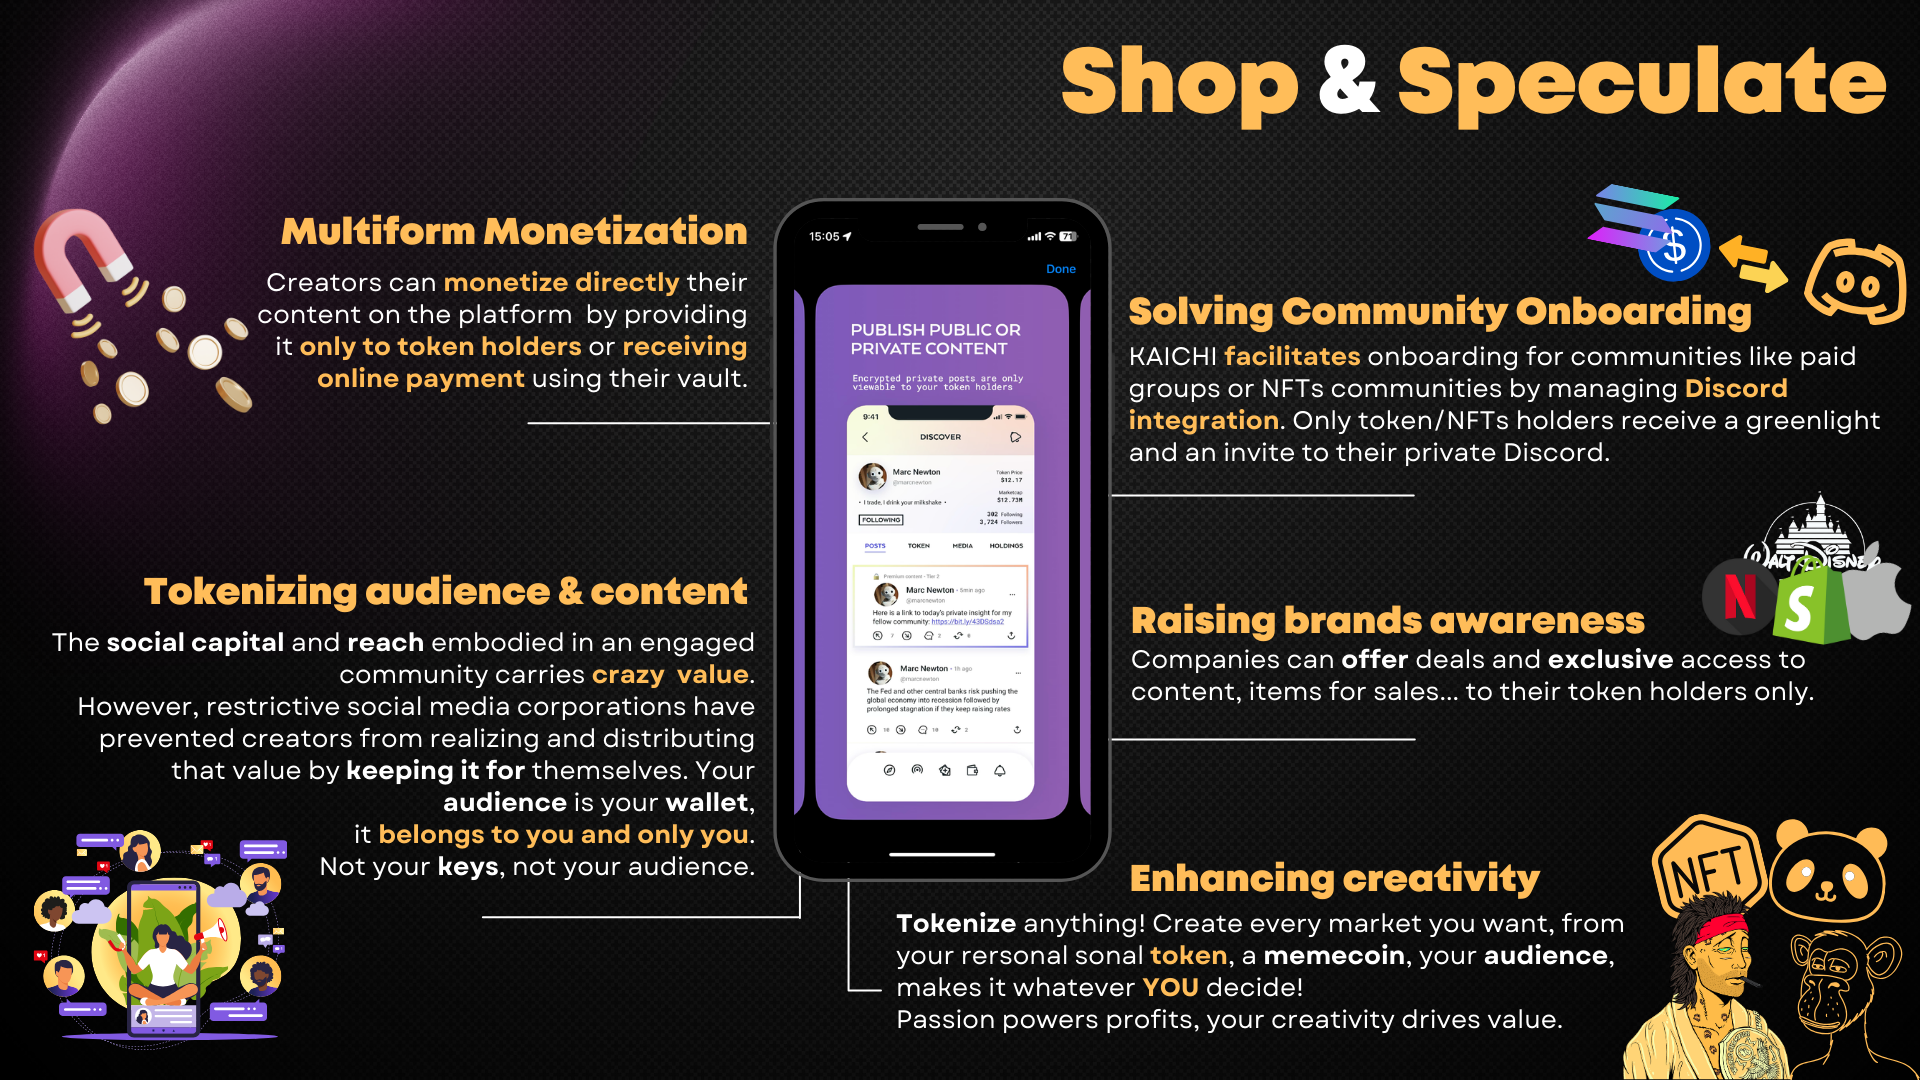 Shop & Speculate
Multiform Monetization
Creators can monetize directly their
content on the platform by providing
it only to token holders or receiving
online payment using their vault.
Tokenizing audience & content
The social capital and reach embodied in an engaged
community carries crazy value.
However, restrictive social media corporations have
prevented creators from realizing and distributing
that value by keeping it for themselves. Your
audience is your wallet,
it belongs to you and only you.
Not your keys, not your audience.
15:05
71
Done
PUBLISH PUBLIC OR
PRIVATE CONTENT
Encrypted private posts are only
viewable to your token holders
9:41
DISCOVER
Marc Newton
@marcnewton
Token Price
$12.17
Marketcap
$12.73M
• I trade, I drink your milkshake •
FOLLOWING
302 Following
3,724 Followers
POSTS TOKEN MEDIA HOLDINGS
Premium content - Tier 2
Marc Newton • 5min ago
@marcnewton
Here is a link to today's private insight for my
fellow community: https://bit.ly/43DSdsa2
7 2 6
Marc Newton • 1h ago
@marcnewton
The Fed and other central banks risk pushing the
global economy into recession followed by
prolonged stagnation if they keep raising rates
16 10 2
Solving Community Onboarding
KAICHI facilitates onboarding for communities like paid
groups or NFTs communities by managing Discord
integration. Only token/NFTs holders receive a greenlight
and an invite to their private Discord.
WALT DISNEY
N
S
Raising brands awareness
Companies can offer deals and exclusive access to
content, items for sales... to their token holders only.
Enhancing creativity
Tokenize anything! Create every market you want, from
your rersonal sonal token, a memecoin, your audience,
makes it whatever YOU decide!
Passion powers profits, your creativity drives value.
NFT